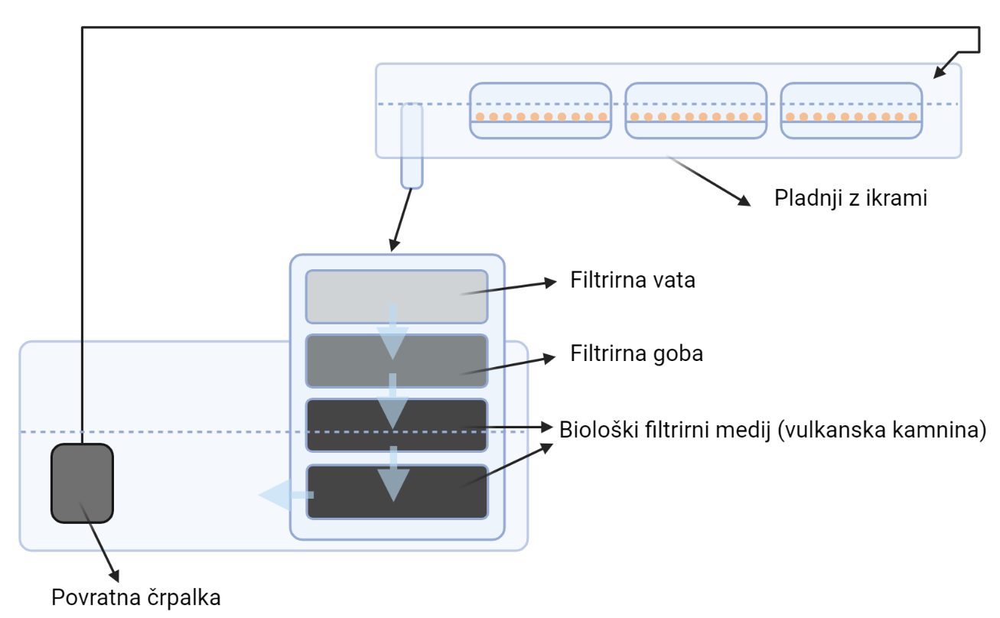 Pladnji z ikrami
Filtrirna vata
Filtrirna goba
Biološki filtrirni medij (vulkanska kamnina)
Povratna črpalka